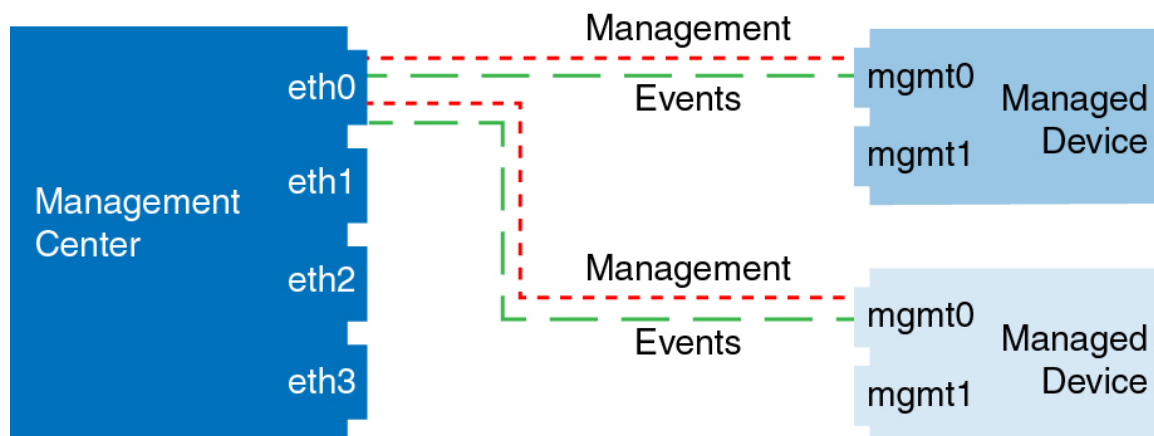 Management
Center
eth0
eth1
eth2
eth3
Management
Events
Management
Events
mgmt0
mgmt1
Managed
Device
mgmt0
mgmt1
Managed
Device